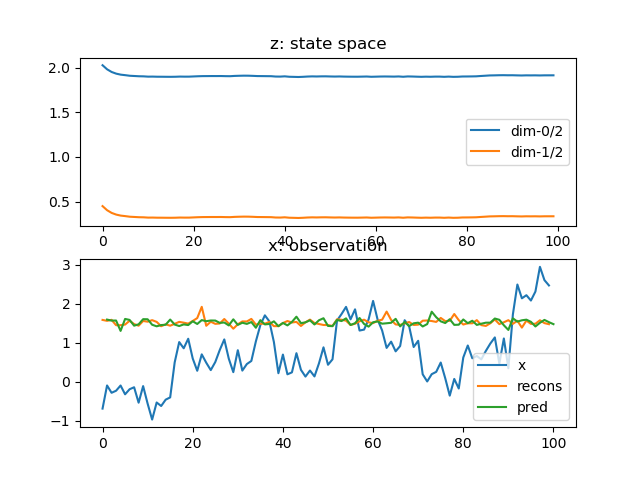 z: state space
2.0
1.5
1.0
0.5
dim-0/2
dim-1/2
0 20 40 60 80 100
x: observation
3
2
1
0
−1
x
recons
pred
0 20 40 60 80 100